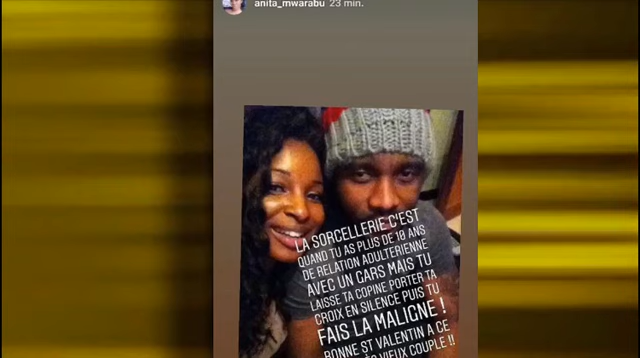 anita_mwarabu 23 min.
LA SORCELLERIE C'EST
QUAND TU AS PLUS DE 10 ANS
DE RELATION ADULTERIENNE
AVEC UN GARS MAIS TU
LAISSE TA COPINE PORTER TA
CROIX EN SILENCE PUIS TU
FAIS LA MALIGNE !
BONNE ST VALENTIN A CE
VIEUX COUPLE !!